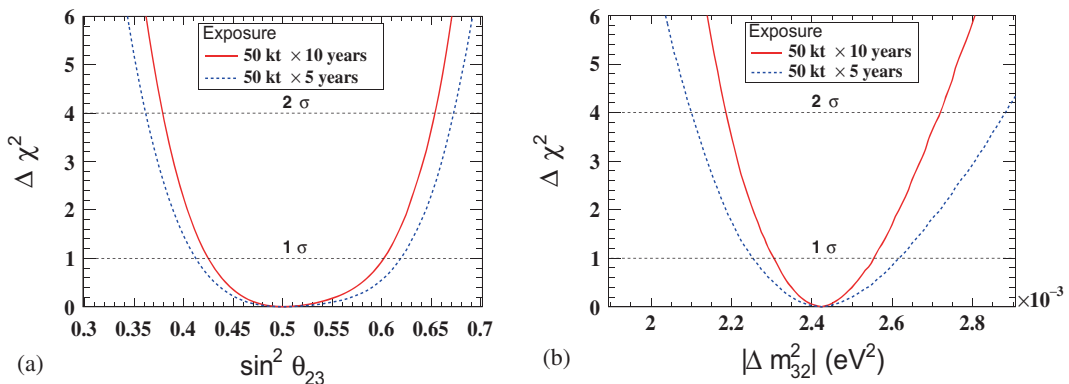 6
5
4
3
2
1
0
Δ χ²
Exposure
50 kt × 10 years
50 kt × 5 years
2 σ
1 σ
0.3 0.35 0.4 0.45 0.5 0.55 0.6 0.65 0.7
(a)
sin² θ₂₃
6
5
4
3
2
1
0
Δ χ²
Exposure
50 kt × 10 years
50 kt × 5 years
2 σ
1 σ
×10⁻³
2 2.2 2.4 2.6 2.8
(b)
|Δ m²₃₂| (eV²)